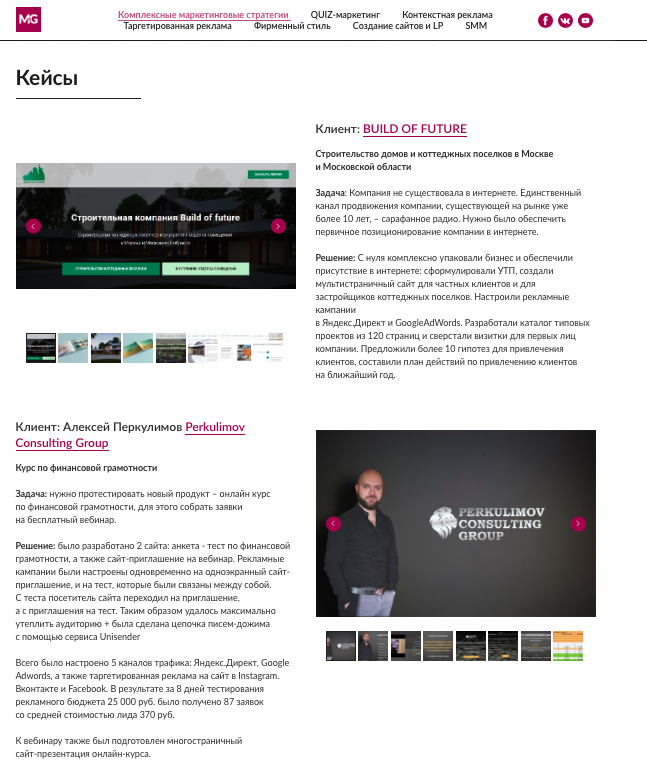 MG
Комплексные маркетинговые стратегии QUIZ-маркетинг Контекстная реклама
Таргетированная реклама Фирменный стиль Создание сайтов и LP SMM
Кейсы
Клиент: BUILD OF FUTURE
Строительство домов и коттеджных поселков в Москве
и Московской области
Задача: Компания не существовала в интернете. Единственный
канал продвижения компании, существующей на рынке уже
более 10 лет, – сарафанное радио. Нужно было обеспечить
первичное позиционирование компании в интернете.
Решение: С нуля комплексно упаковали бизнес и обеспечили
присутствие в интернете: сформулировали УТП, создали
мультистраничный сайт для частных клиентов и для
застройщиков коттеджных поселков. Настроили рекламные
кампании
в Яндекс.Директ и GoogleAdWords. Разработали каталог типовых
проектов из 120 страниц и сверстали визитки для первых лиц
компании. Предложили более 10 гипотез для привлечения
клиентов, составили план действий по привлечению клиентов
на ближайший год.
Строительная компания Build of future
СТРОИТЕЛЬСТВО КОТТЕДЖНЫХ ПОСЕЛКОВ
ВНУТРЕННЯЯ ОТДЕЛКА ПОМЕЩЕНИЙ
Клиент: Алексей Перкулимов Perkulimov
Consulting Group
Курс по финансовой грамотности
Задача: нужно протестировать новый продукт – онлайн курс
по финансовой грамотности, для этого собрать заявки
на бесплатный вебинар.
Решение: было разработано 2 сайта: анкета - тест по финансовой
грамотности, а также сайт-приглашение на вебинар. Рекламные
кампании были настроены одновременно на одноэкранный сайт-
приглашение, и на тест, которые были связаны между собой.
С теста посетитель сайта переходил на приглашение,
а с приглашения на тест. Таким образом удалось максимально
утеплить аудиторию + была сделана цепочка писем-дожима
с помощью сервиса Unisender
Всего было настроено 5 каналов трафика: Яндекс.Директ, Google
Adwords, а также таргетированная реклама на сайт в Instagram.
Вконтакте и Facebook. В результате за 8 дней тестирования
рекламного бюджета 25 000 руб. было получено 87 заявок
со средней стоимостью лида 370 руб.
К вебинару также был подготовлен многостраничный
сайт-презентация онлайн-курса.
PERKULIMOV
CONSULTING
GROUP